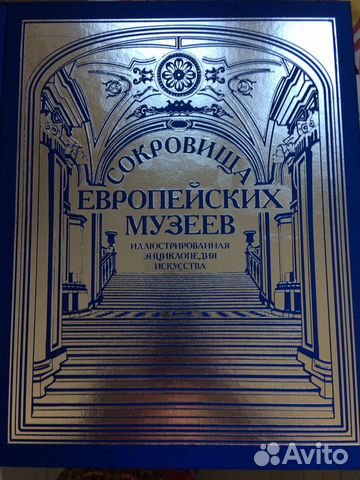 СОКРОВИЩА
ЕВРОПЕЙСКИХ
МУЗЕЕВ
ИЛЛЮСТРИРОВАННАЯ
ЭНЦИКЛОПЕДИЯ
ИСКУССТВА
Avito